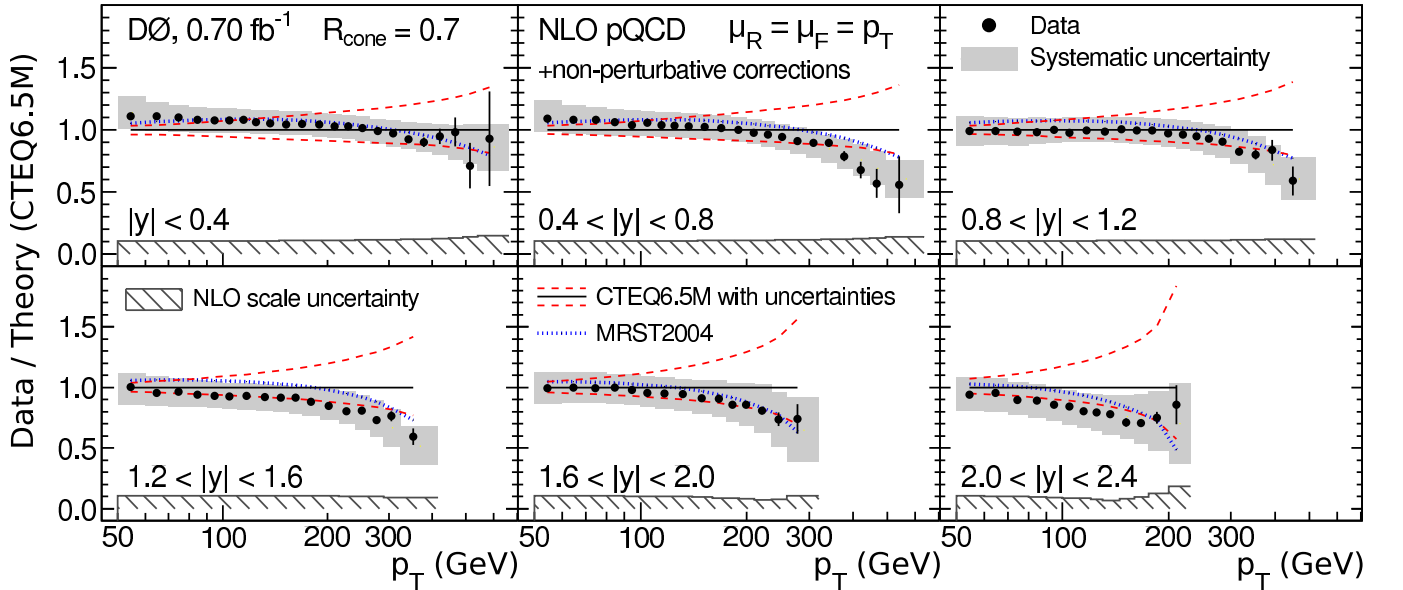 DØ, 0.70 fb⁻¹ R_cone = 0.7
NLO pQCD μ_R = μ_F = p_T
+non-perturbative corrections
Data
Systematic uncertainty
Data / Theory (CTEQ6.5M)
1.5
1.0
0.5
0.0
|y| < 0.4
0.4 < |y| < 0.8
0.8 < |y| < 1.2
NLO scale uncertainty
CTEQ6.5M with uncertainties
MRST2004
1.5
1.0
0.5
0.0
1.2 < |y| < 1.6
1.6 < |y| < 2.0
2.0 < |y| < 2.4
50 100 200 300
50 100 200 300
50 100 200 300
p_T (GeV)
p_T (GeV)
p_T (GeV)